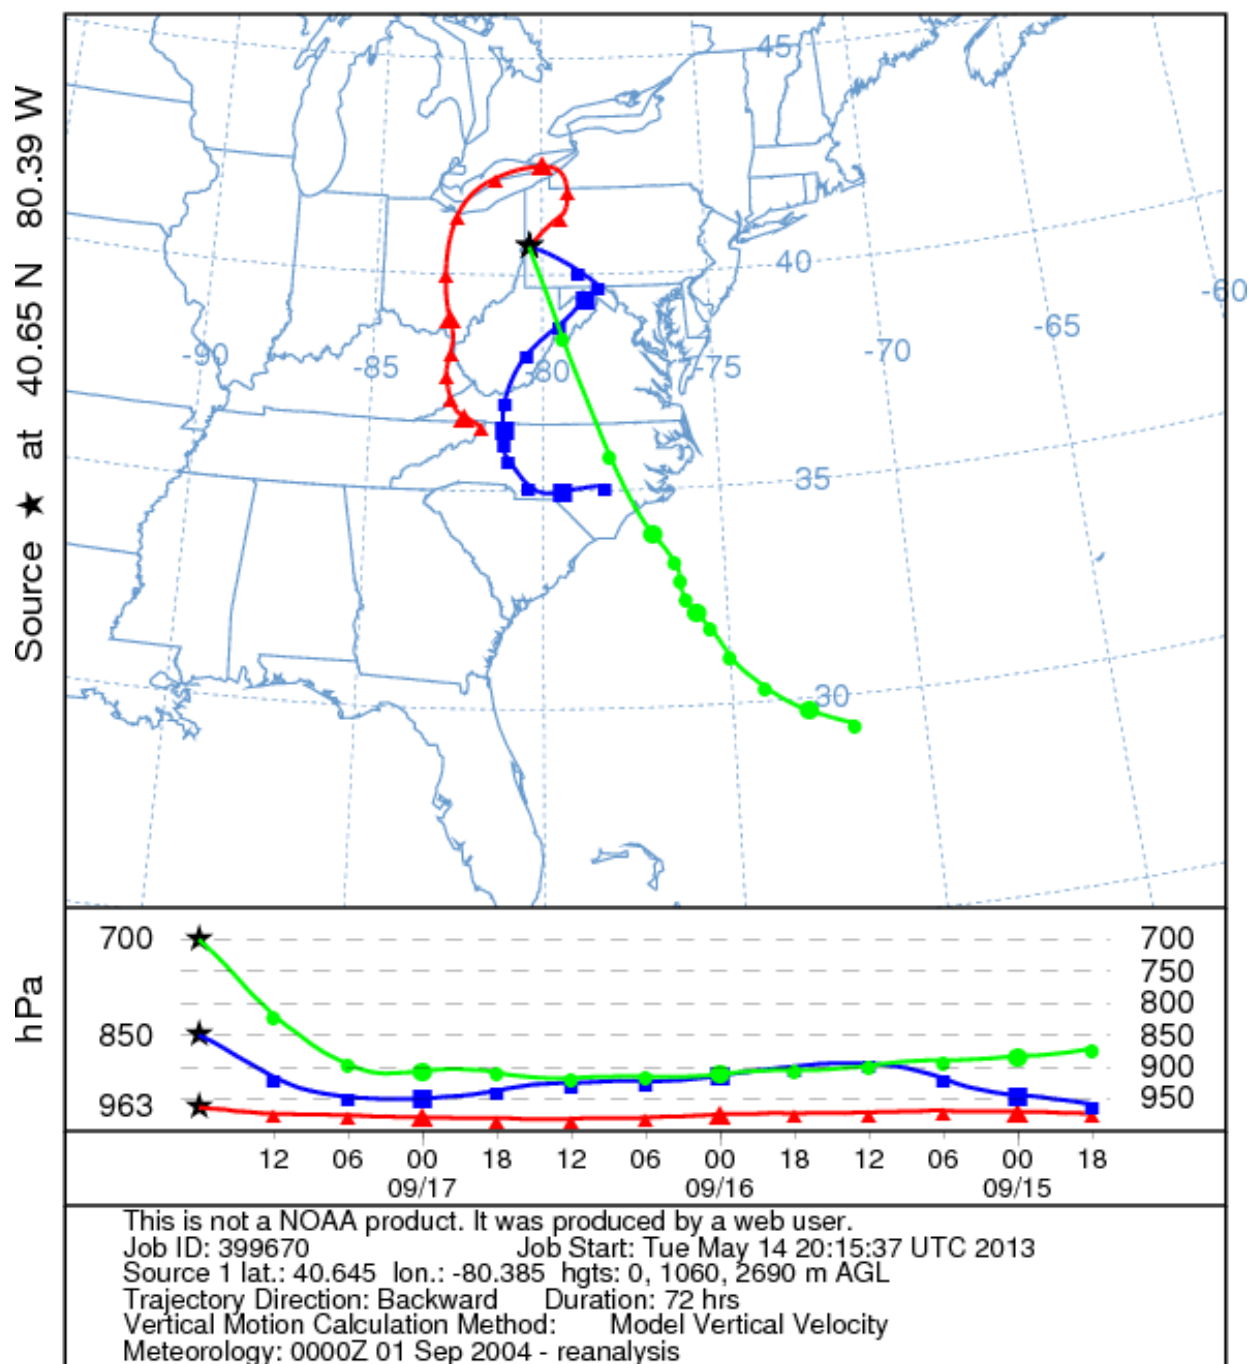 Source ★ at 40.65 N 80.39 W
45
40
-60
-65
-90 -85 -80 -75 -70
35
30
hPa
700 700
750
800
850 850
900
963 950
12 06 00 18 12 06 00 18 12 06 00 18
09/17 09/16 09/15
This is not a NOAA product. It was produced by a web user.
Job ID: 399670 Job Start: Tue May 14 20:15:37 UTC 2013
Source 1 lat.: 40.645 lon.: -80.385 hgts: 0, 1060, 2690 m AGL
Trajectory Direction: Backward Duration: 72 hrs
Vertical Motion Calculation Method: Model Vertical Velocity
Meteorology: 0000Z 01 Sep 2004 - reanalysis